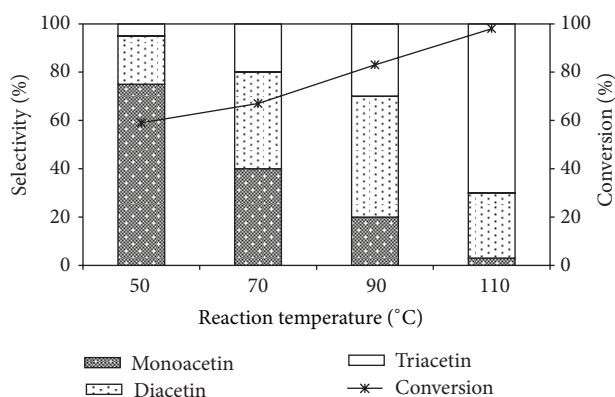 100
80
60
40
20
0
Selectivity (%)
100
80
60
40
20
0
Conversion (%)
50 70 90 110
Reaction temperature (°C)
Monoacetin Triacetin
Diacetin Conversion